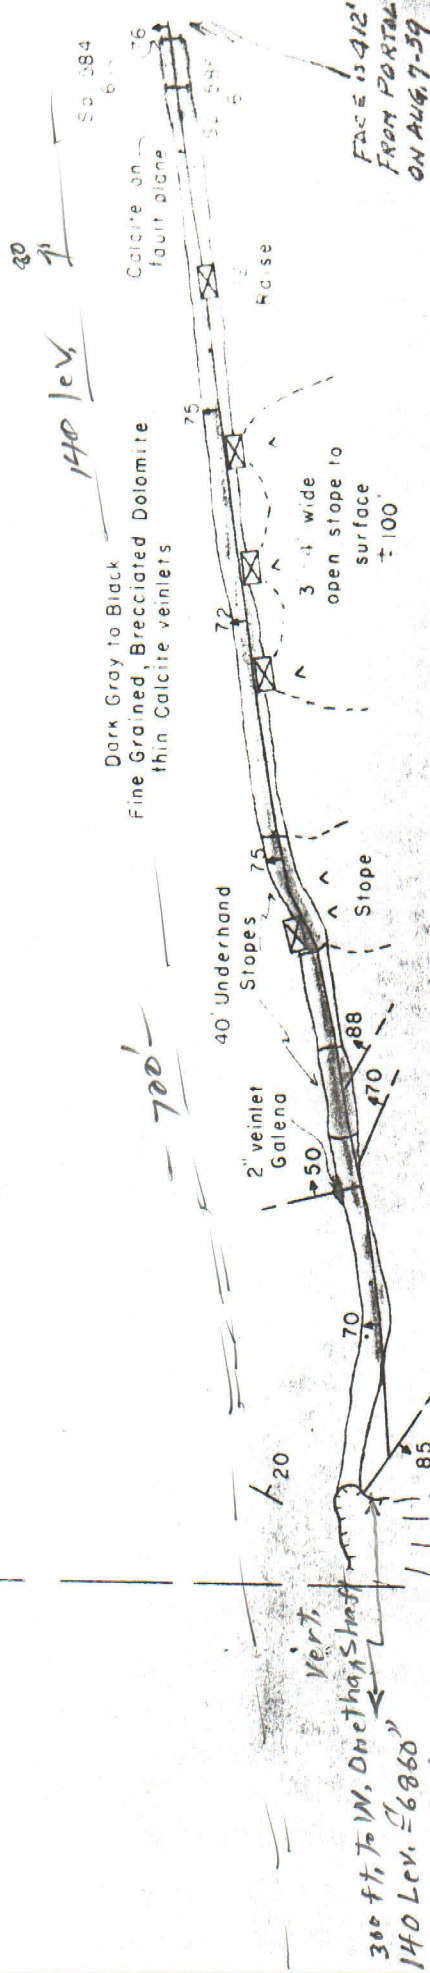 FACE IS 412'
FROM PORTAL
ON AUG. 7-59
76
Calcite on
fault plane
Raise
80
140 lev.
75
Dark Gray to Black
Fine Grained, Brecciated Dolomite
thin Calcite veinlets
72
3 - 4' wide
open stope to
surface
± 100'
75
Stope
40' Underhand
Stopes
700'
88
70
2" veinlet
Galena
50
70
20
85
Vert.
300 ft. To W. Shaft
140 Lev. = 6860"